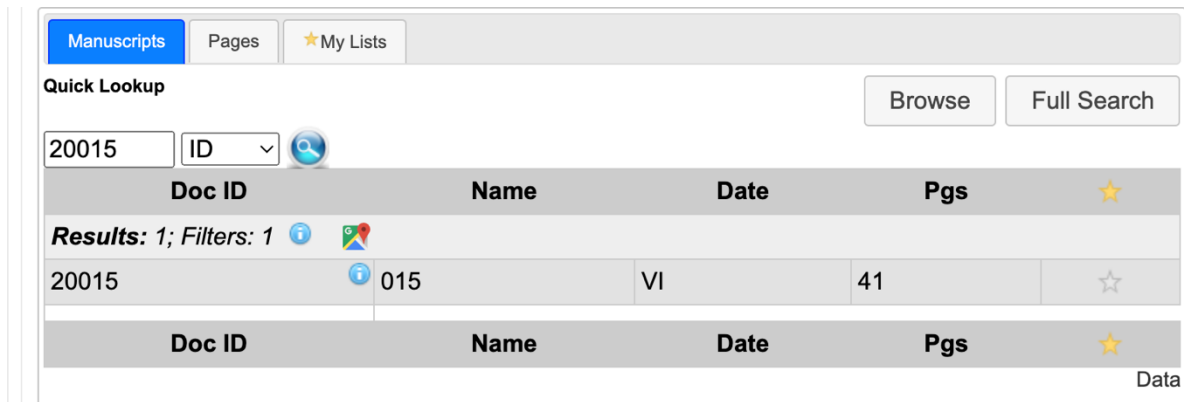 Manuscripts Pages My Lists
Quick Lookup
Browse Full Search
20015 ID
Doc ID Name Date Pgs
Results: 1; Filters: 1
20015 015 VI 41
Doc ID Name Date Pgs
Data